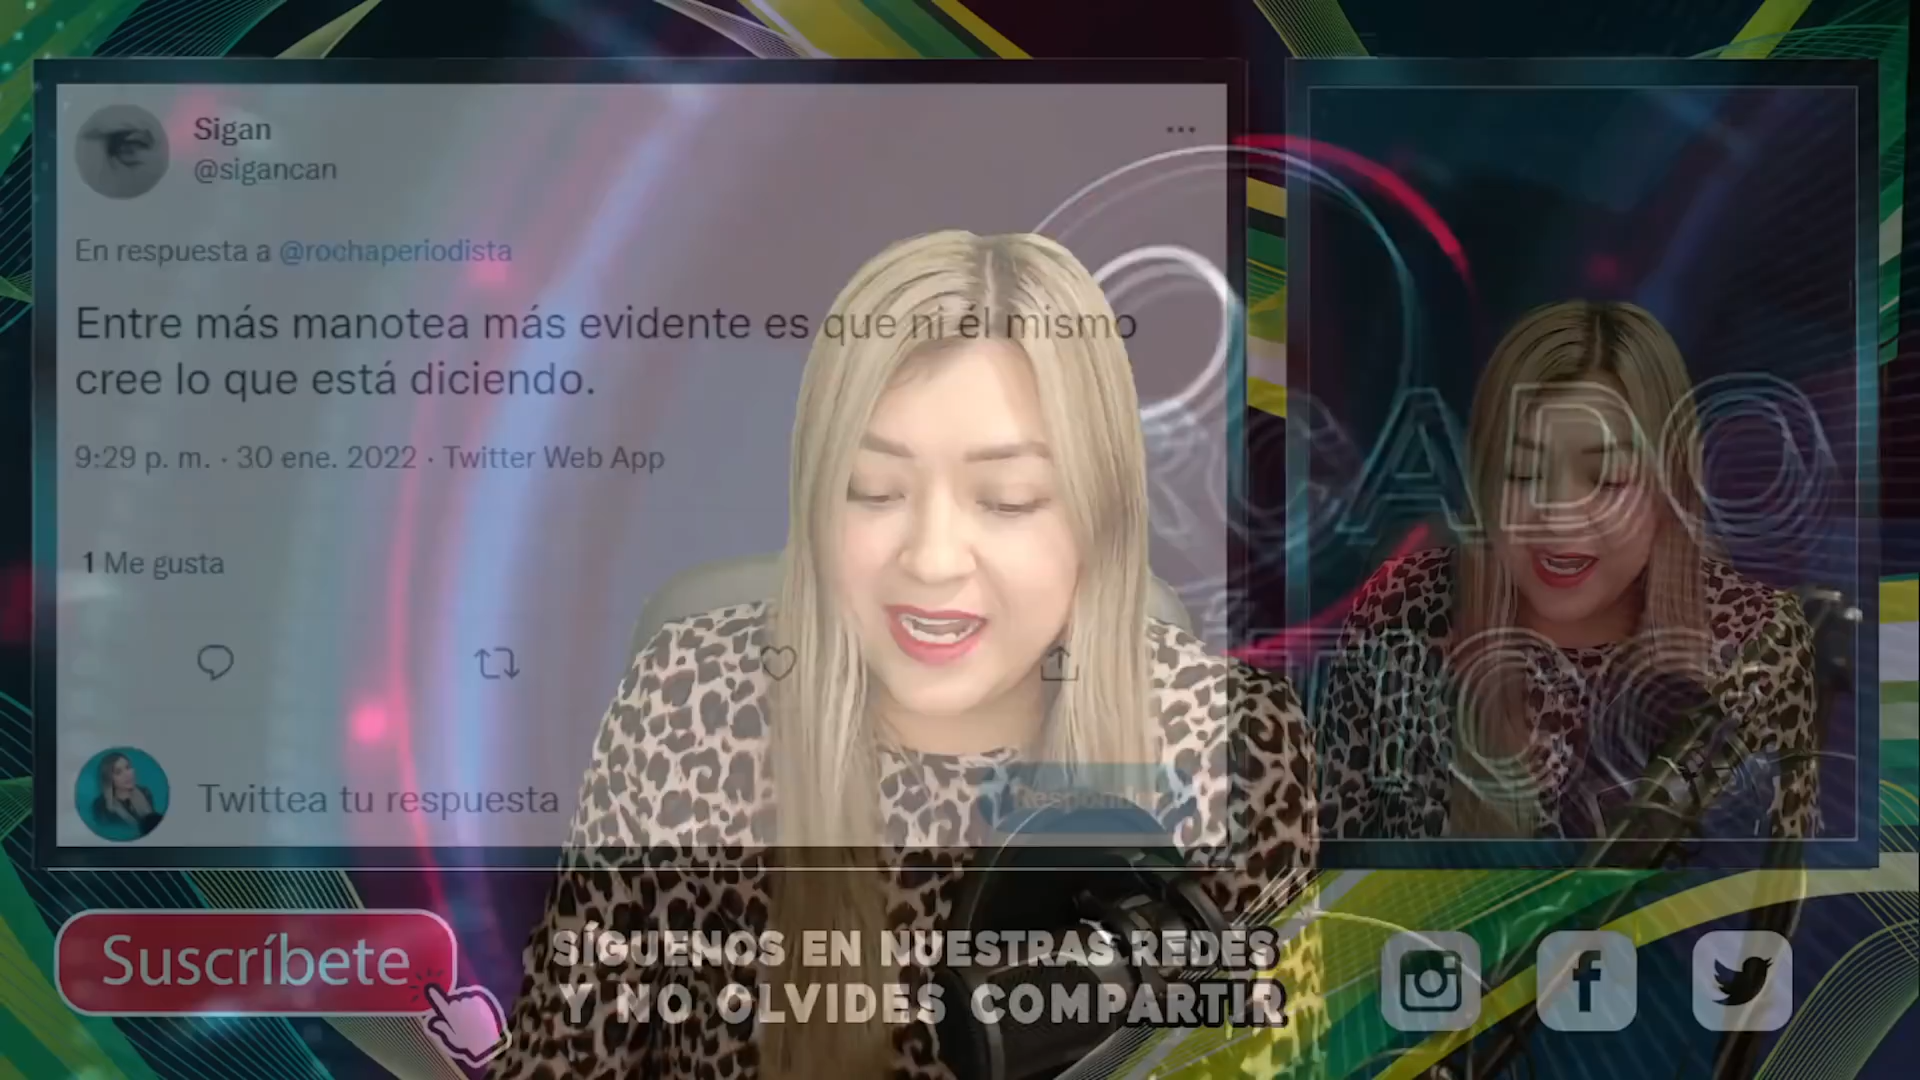 Sigan
@sigancan
En respuesta a @rochaperiodista
Entre más manotea más evidente es que ni él mismo
cree lo que está diciendo.
9:29 p. m. · 30 ene. 2022 · Twitter Web App
1 Me gusta
Twittea tu respuesta
Responder
Suscríbete
SÍGUENOS EN NUESTRAS REDES
Y NO OLVIDES COMPARTIR